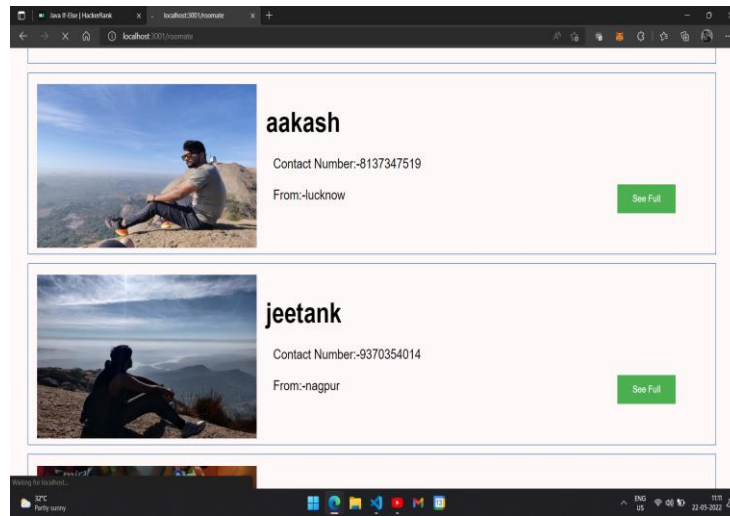 Java If-Else | HackerRank
localhost:3001/roomate
localhost:3001/roomate
aakash
Contact Number:-8137347519
From:-lucknow
See Full
jeetank
Contact Number:-9370354014
From:-nagpur
See Full
Waiting for localhost...
32°C
Partly sunny
ENG
US
11:11
22-05-2022